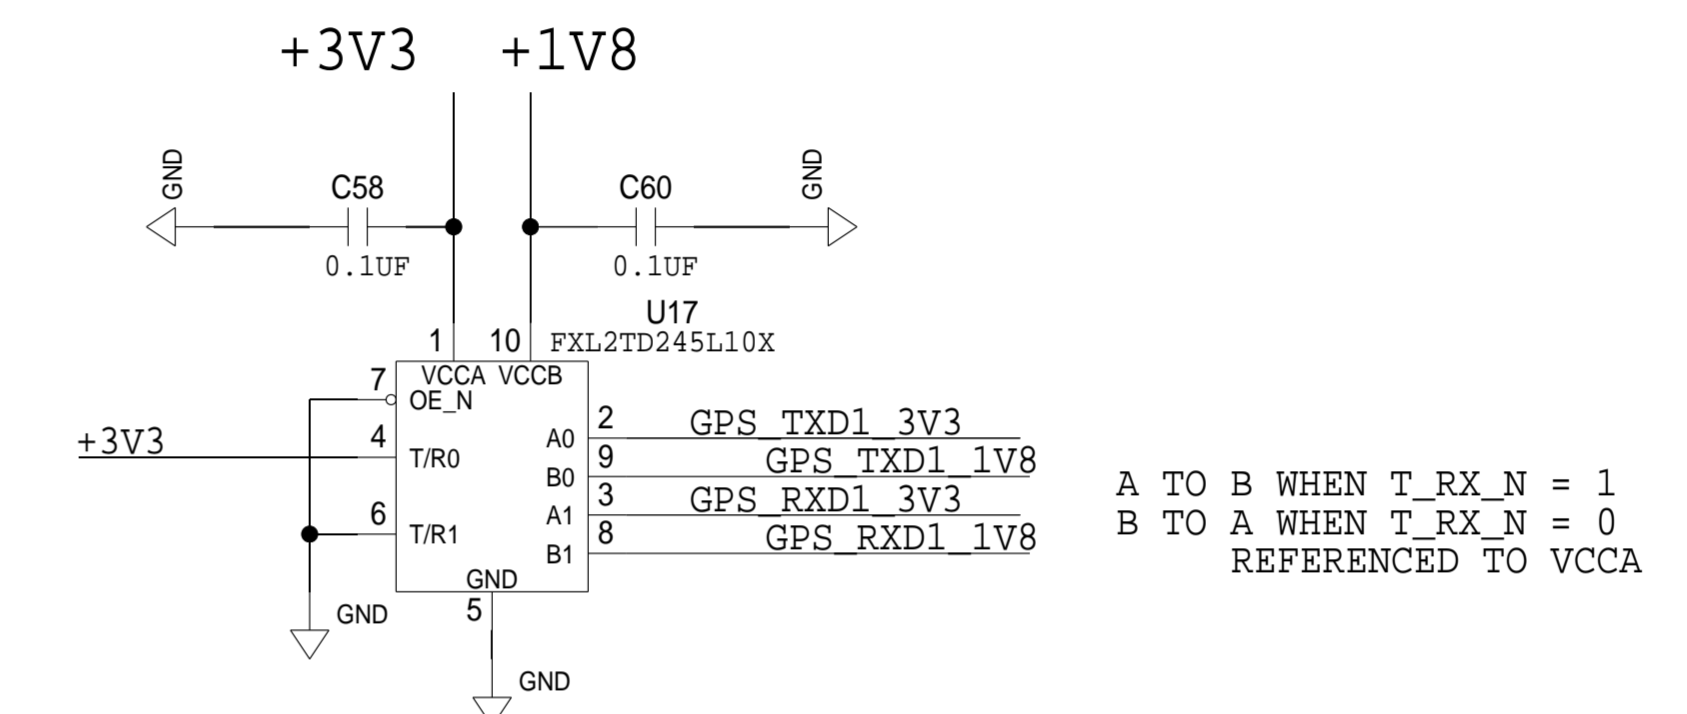 +3V3 +1V8
GND
C58
0.1UF
C60
0.1UF
GND
U17
FXL2TD245L10X
1
10
VCCA VCCB
7
OE_N
+3V3
4
T/R0
6
T/R1
A0
2
GPS_TXD1_3V3
B0
9
GPS_TXD1_1V8
A1
3
GPS_RXD1_3V3
B1
8
GPS_RXD1_1V8
GND
5
GND
GND
A TO B WHEN T_RX_N = 1
B TO A WHEN T_RX_N = 0
REFERENCED TO VCCA